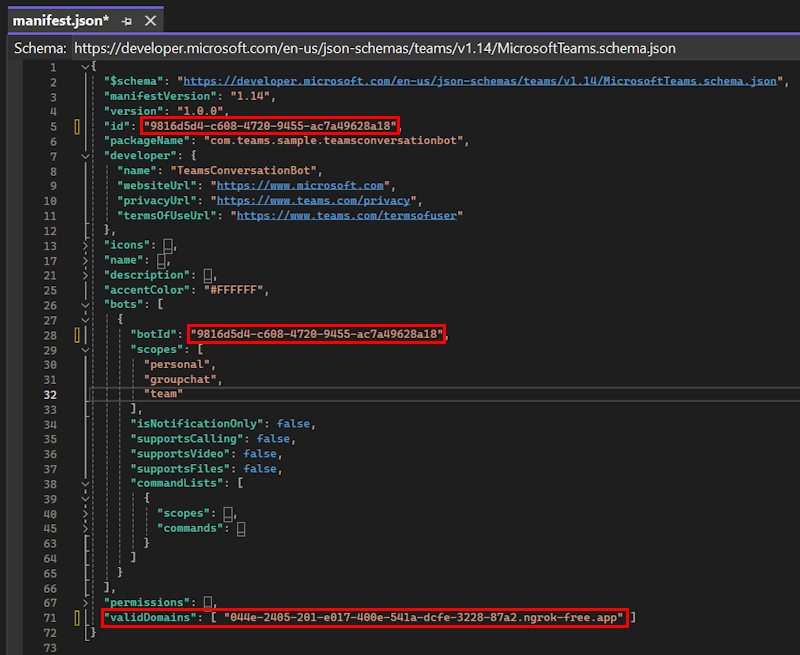 manifest.json*
Schema: https://developer.microsoft.com/en-us/json-schemas/teams/v1.14/MicrosoftTeams.schema.json
1 {
2 "$schema": "https://developer.microsoft.com/en-us/json-schemas/teams/v1.14/MicrosoftTeams.schema.json",
3 "manifestVersion": "1.14",
4 "version": "1.0.0",
5 "id": "9816d5d4-c608-4720-9455-ac7a49628a18",
6 "packageName": "com.teams.sample.teamsconversationbot",
7 "developer": {
8 "name": "TeamsConversationBot",
9 "websiteUrl": "https://www.microsoft.com",
10 "privacyUrl": "https://www.teams.com/privacy",
11 "termsOfUseUrl": "https://www.teams.com/termsofuser"
12 },
13 "icons": […],
17 "name": […],
21 "description": […],
25 "accentColor": "#FFFFFF",
26 "bots": [
27 {
28 "botId": "9816d5d4-c608-4720-9455-ac7a49628a18",
29 "scopes": [
30 "personal",
31 "groupchat",
32 "team"
33 ],
34 "isNotificationOnly": false,
35 "supportsCalling": false,
36 "supportsVideo": false,
37 "supportsFiles": false,
38 "commandLists": [
39 {
40 "scopes": […],
45 "commands": […]
63 }
64 ]
65 }
66 ],
67 "permissions": […],
71 "validDomains": [ "044e-2405-201-e017-400e-541a-dcfe-3228-87a2.ngrok-free.app" ]
72 }
73